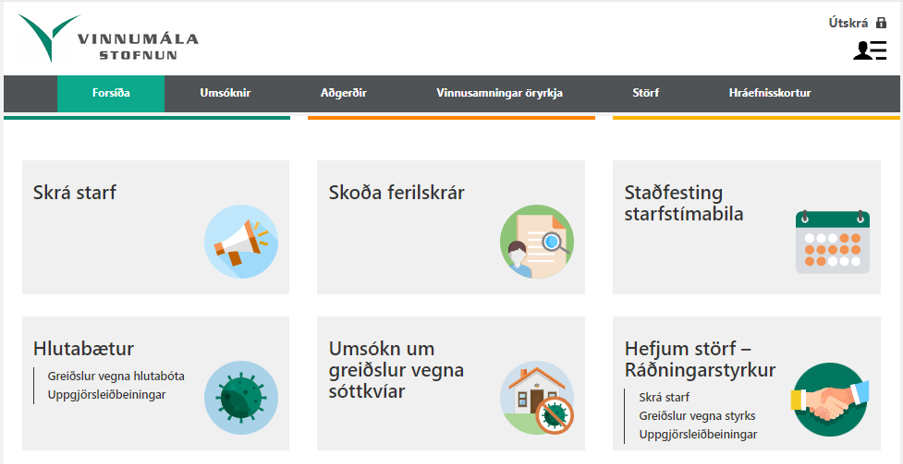 VINNUMÁLA
STOFNUN
Útskrá
Forsíða Umsóknir Aðgerðir Vinnusamningar öryrkja Störf Hráefnisskortur
Skrá starf
Skoða ferilskrár
Staðfesting
starfstímabila
Hlutabætur
Greiðslur vegna hlutabóta
Uppgjörsleiðbeiningar
Umsókn um
greiðslur vegna
sóttkvíar
Hefjum störf –
Ráðningarstyrkur
Skrá starf
Greiðslur vegna styrks
Uppgjörsleiðbeiningar